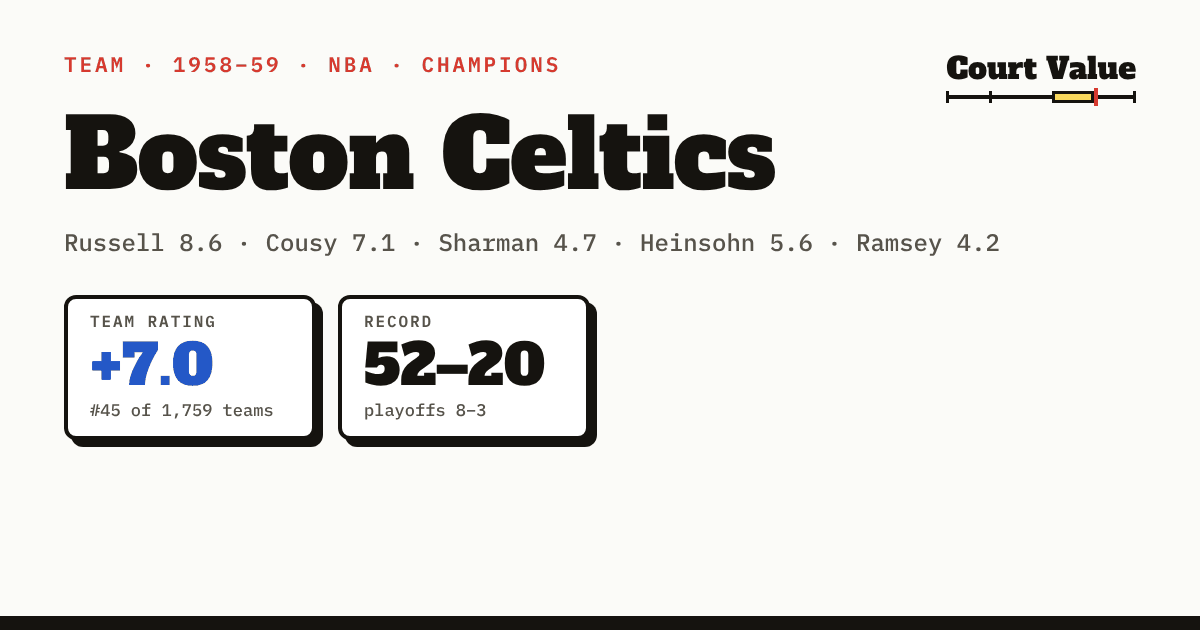 TEAM · 1958–59 · NBA · CHAMPIONS
Court Value
Boston Celtics
Russell 8.6 · Cousy 7.1 · Sharman 4.7 · Heinsohn 5.6 · Ramsey 4.2
TEAM RATING
+7.0
#45 of 1,759 teams
RECORD
52–20
playoffs 8–3